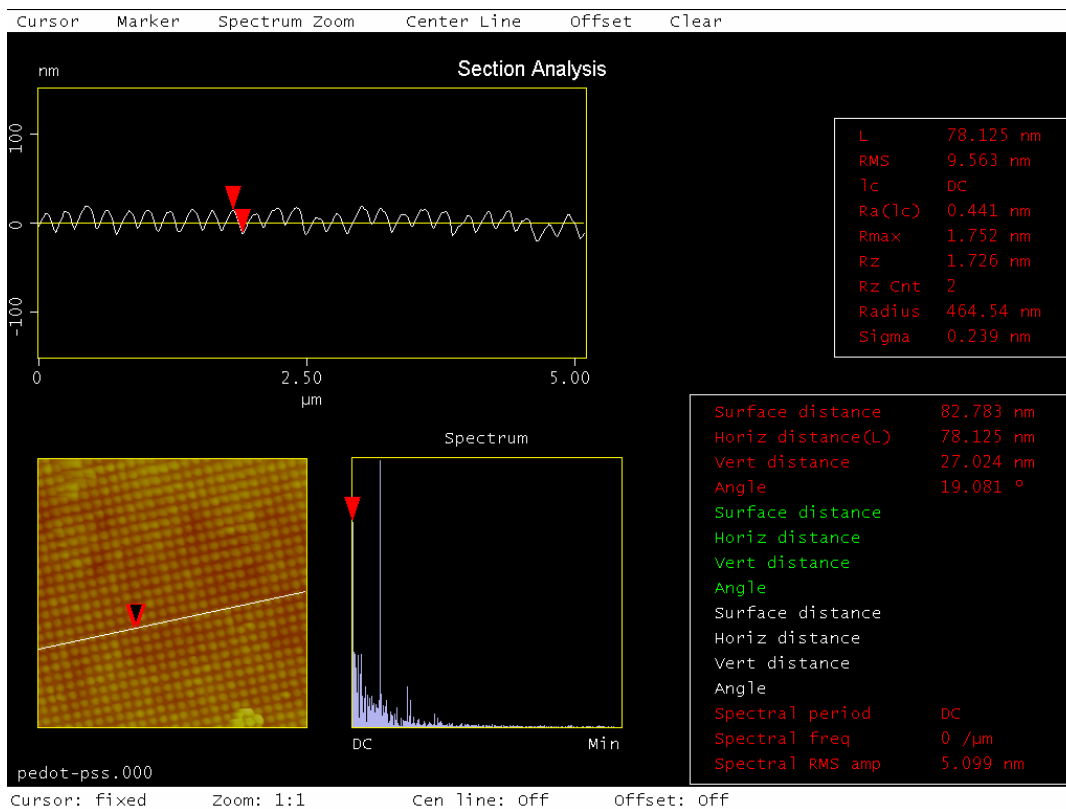 Cursor Marker Spectrum Zoom Center Line Offset Clear
nm
Section Analysis
100
0
-100
0 2.50 5.00
µm
L 78.125 nm
RMS 9.563 nm
lc DC
Ra(lc) 0.441 nm
Rmax 1.752 nm
Rz 1.726 nm
Rz Cnt 2
Radius 464.54 nm
Sigma 0.239 nm
Spectrum
DC Min
Surface distance 82.783 nm
Horiz distance(L) 78.125 nm
Vert distance 27.024 nm
Angle 19.081 °
Surface distance
Horiz distance
Vert distance
Angle
Surface distance
Horiz distance
Vert distance
Angle
Spectral period DC
Spectral freq 0 /µm
Spectral RMS amp 5.099 nm
pedot-pss.000
Cursor: fixed Zoom: 1:1 Cen line: Off Offset: Off